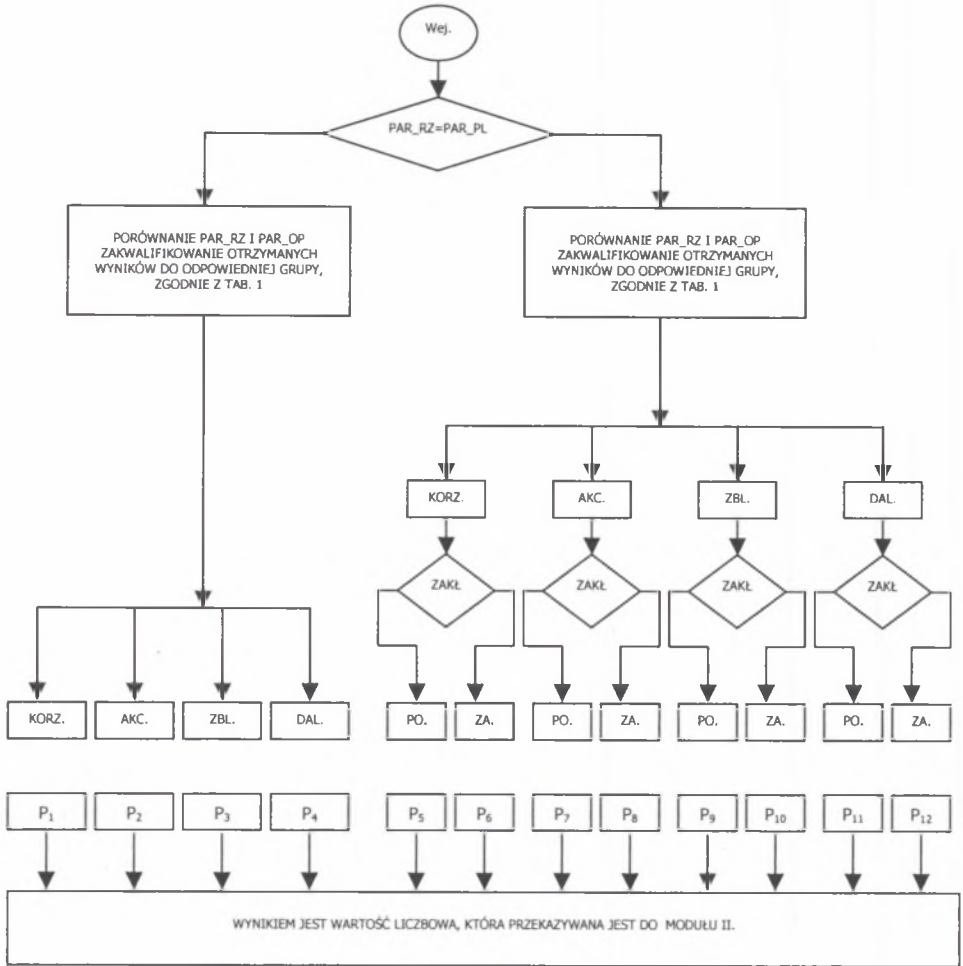 Wej.
PAR_RZ=PAR_PL
PORÓWNANIE PAR_RZ I PAR_OP
ZAKWALIFIKOWANIE OTRZYMANYCH
WYNIKÓW DO ODPOWIEDNIEJ GRUPY,
ZGODNIE Z TAB. 1
PORÓWNANIE PAR_RZ I PAR_OP
ZAKWALIFIKOWANIE OTRZYMANYCH
WYNIKÓW DO ODPOWIEDNIEJ GRUPY,
ZGODNIE Z TAB. 1
KORZ. AKC. ZBL. DAL.
ZAKŁ ZAKŁ ZAKŁ ZAKŁ
KORZ. AKC. ZBL. DAL. PO. ZA. PO. ZA. PO. ZA. PO. ZA.
P1 P2 P3 P4 P5 P6 P7 P8 P9 P10 P11 P12
WYNIKIEM JEST WARTOŚĆ LICZBOWA, KTÓRA PRZEKAZYWANA JEST DO MODUŁU II.